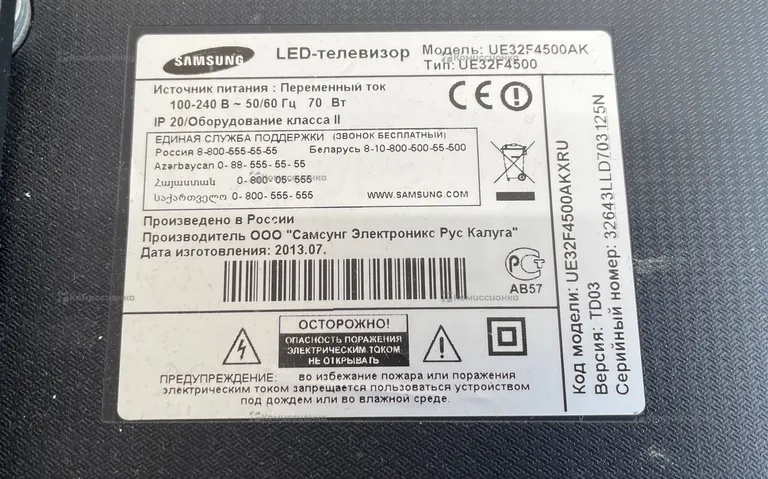 SAMSUNG LED-телевизор Модель: UE32F4500AK
Тип: UE32F4500
Источник питания : Переменный ток
100-240 В ~ 50/60 Гц 70 Вт
IP 20/Оборудование класса II
ЕДИНАЯ СЛУЖБА ПОДДЕРЖКИ (ЗВОНОК БЕСПЛАТНЫЙ)
Россия 8-800-555-55-55 Беларусь 8-10-800-500-55-500
Azərbaycan 0- 88- 555- 55- 55
Հայաստան 0- 800- 05- 555
საქართველო 0- 800- 555- 555 WWW.SAMSUNG.COM
Произведено в России
Производитель ООО "Самсунг Электроникс Рус Калуга"
Дата изготовления: 2013.07.
АВ57
ОСТОРОЖНО!
ОПАСНОСТЬ ПОРАЖЕНИЯ
ЭЛЕКТРИЧЕСКИМ ТОКОМ
НЕ ОТКРЫВАТЬ
ПРЕДУПРЕЖДЕНИЕ: во избежание пожара или поражения
электрическим током запрещается пользоваться устройством
под дождем или во влажной среде.
Код модели: UE32F4500AKXRU
Версия: TD03
Серийный номер: 32643LLD703125N
Комиссионка
Комиссионка
Комиссионка
Комиссионка
Комиссионка